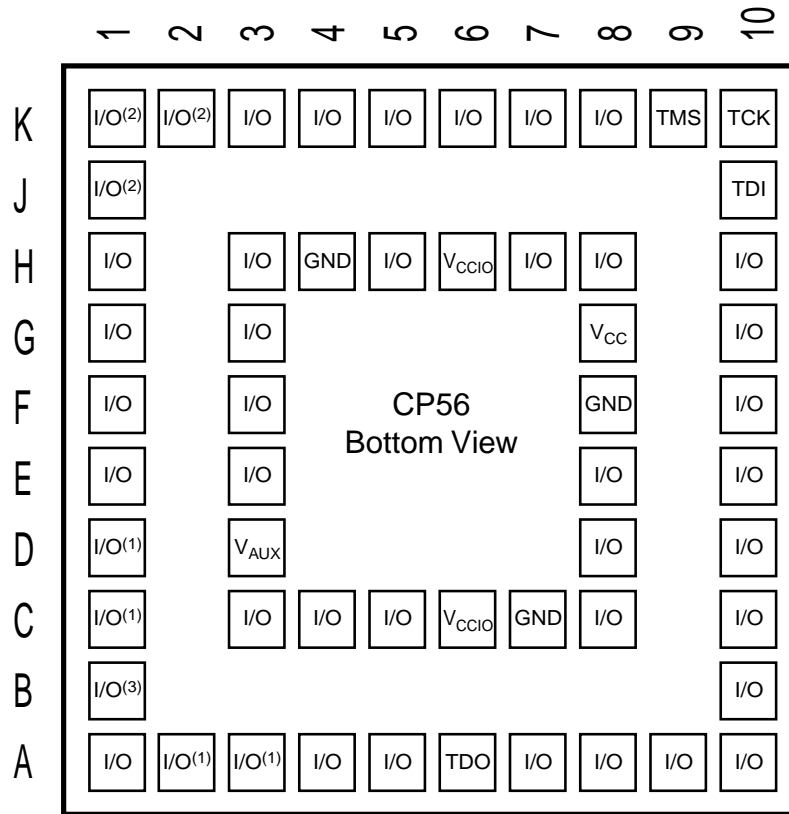 1 2 3 4 5 6 7 8 9 10
K I/O(2) I/O(2) I/O I/O I/O I/O I/O I/O TMS TCK
J I/O(2) TDI
H I/O I/O GND I/O VCCIO I/O I/O I/O
G I/O I/O VCC I/O
F I/O I/O CP56 GND I/O
Bottom View
E I/O I/O I/O I/O
D I/O(1) VAUX I/O I/O
C I/O(1) I/O I/O I/O VCCIO GND I/O I/O
B I/O(3) I/O
A I/O I/O(1) I/O(1) I/O I/O TDO I/O I/O I/O I/O